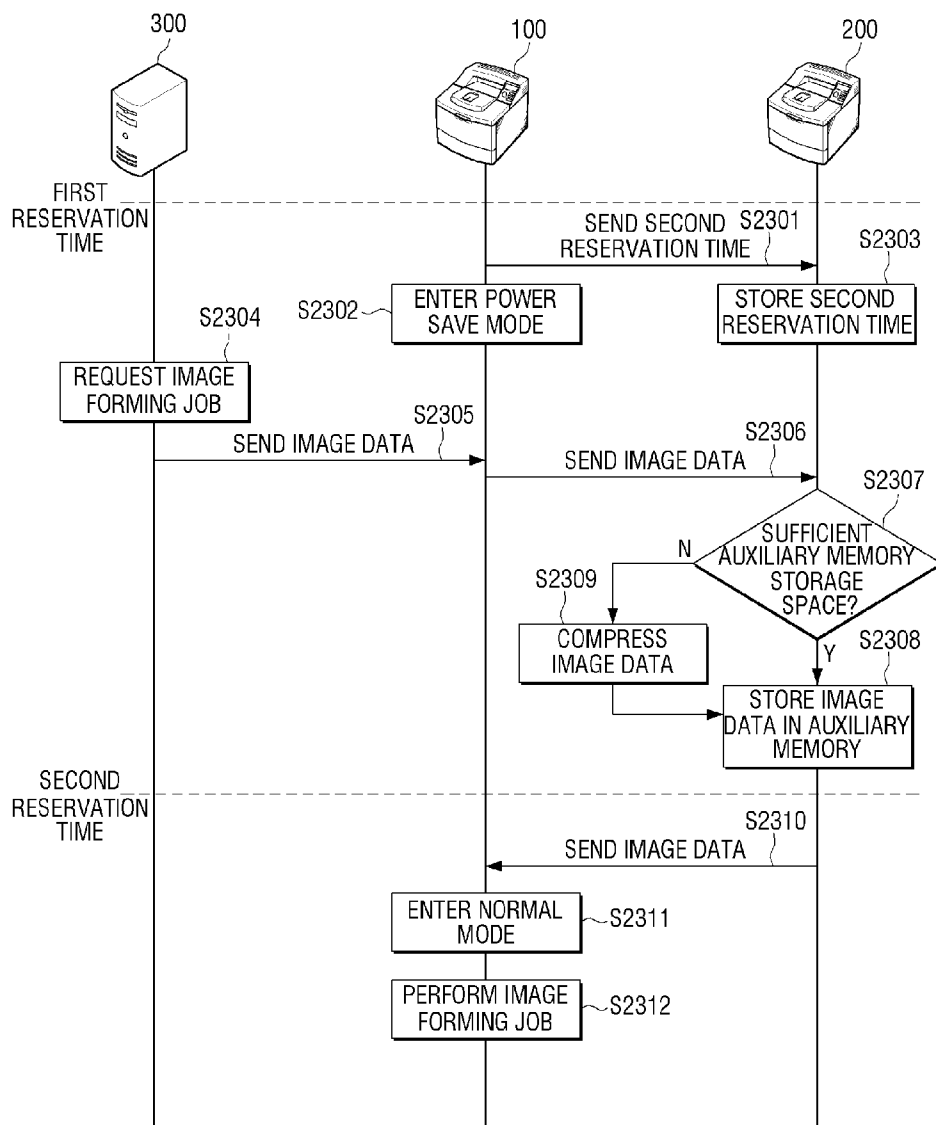 300
100
200
FIRST
RESERVATION
TIME
SEND SECOND
RESERVATION TIME
S2301
S2303
S2302
ENTER POWER
SAVE MODE
STORE SECOND
RESERVATION TIME
S2304
REQUEST IMAGE
FORMING JOB
S2305
SEND IMAGE DATA
S2306
SEND IMAGE DATA
S2307
SUFFICIENT
AUXILIARY MEMORY
STORAGE
SPACE?
N
S2309
COMPRESS
IMAGE DATA
Y
S2308
STORE IMAGE
DATA IN AUXILIARY
MEMORY
SECOND
RESERVATION
TIME
S2310
SEND IMAGE DATA
ENTER NORMAL
MODE
S2311
PERFORM IMAGE
FORMING JOB
S2312